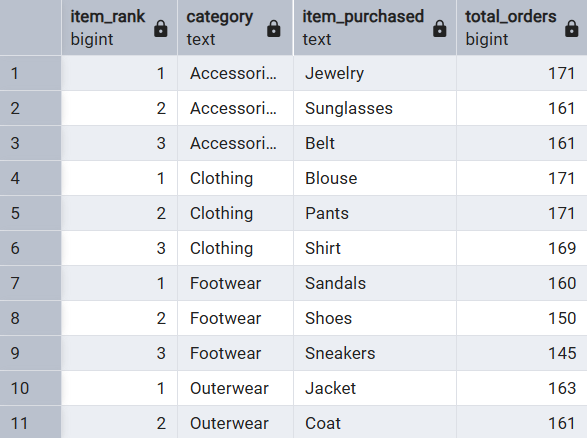 item_rank category item_purchased total_orders
bigint text text bigint
1 1 Accessori... Jewelry 171
2 2 Accessori... Sunglasses 161
3 3 Accessori... Belt 161
4 1 Clothing Blouse 171
5 2 Clothing Pants 171
6 3 Clothing Shirt 169
7 1 Footwear Sandals 160
8 2 Footwear Shoes 150
9 3 Footwear Sneakers 145
10 1 Outerwear Jacket 163
11 2 Outerwear Coat 161